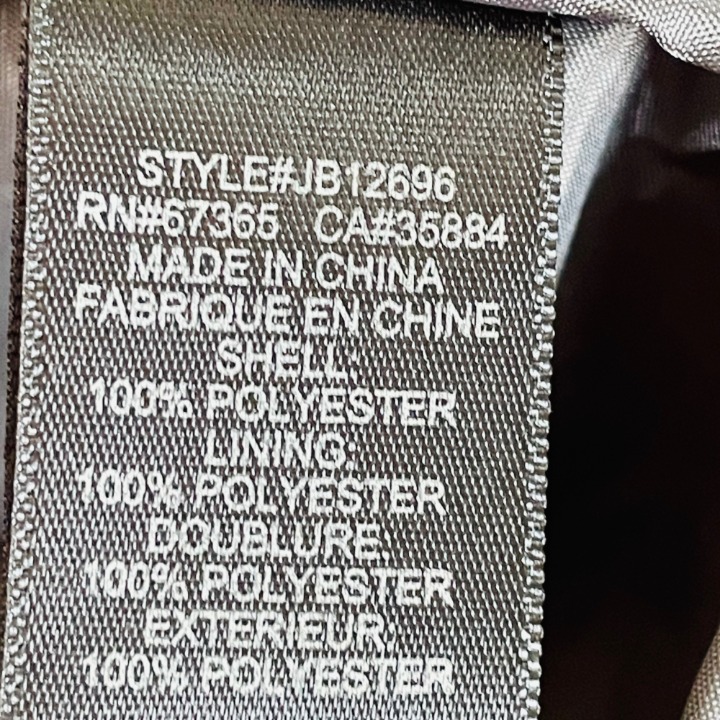 STYLE#JB12696
RN#67365 CA#35884
MADE IN CHINA
FABRIQUE EN CHINE
SHELL:
100% POLYESTER
LINING:
100% POLYESTER
DOUBLURE:
100% POLYESTER
EXTERIEUR:
100% POLYESTER